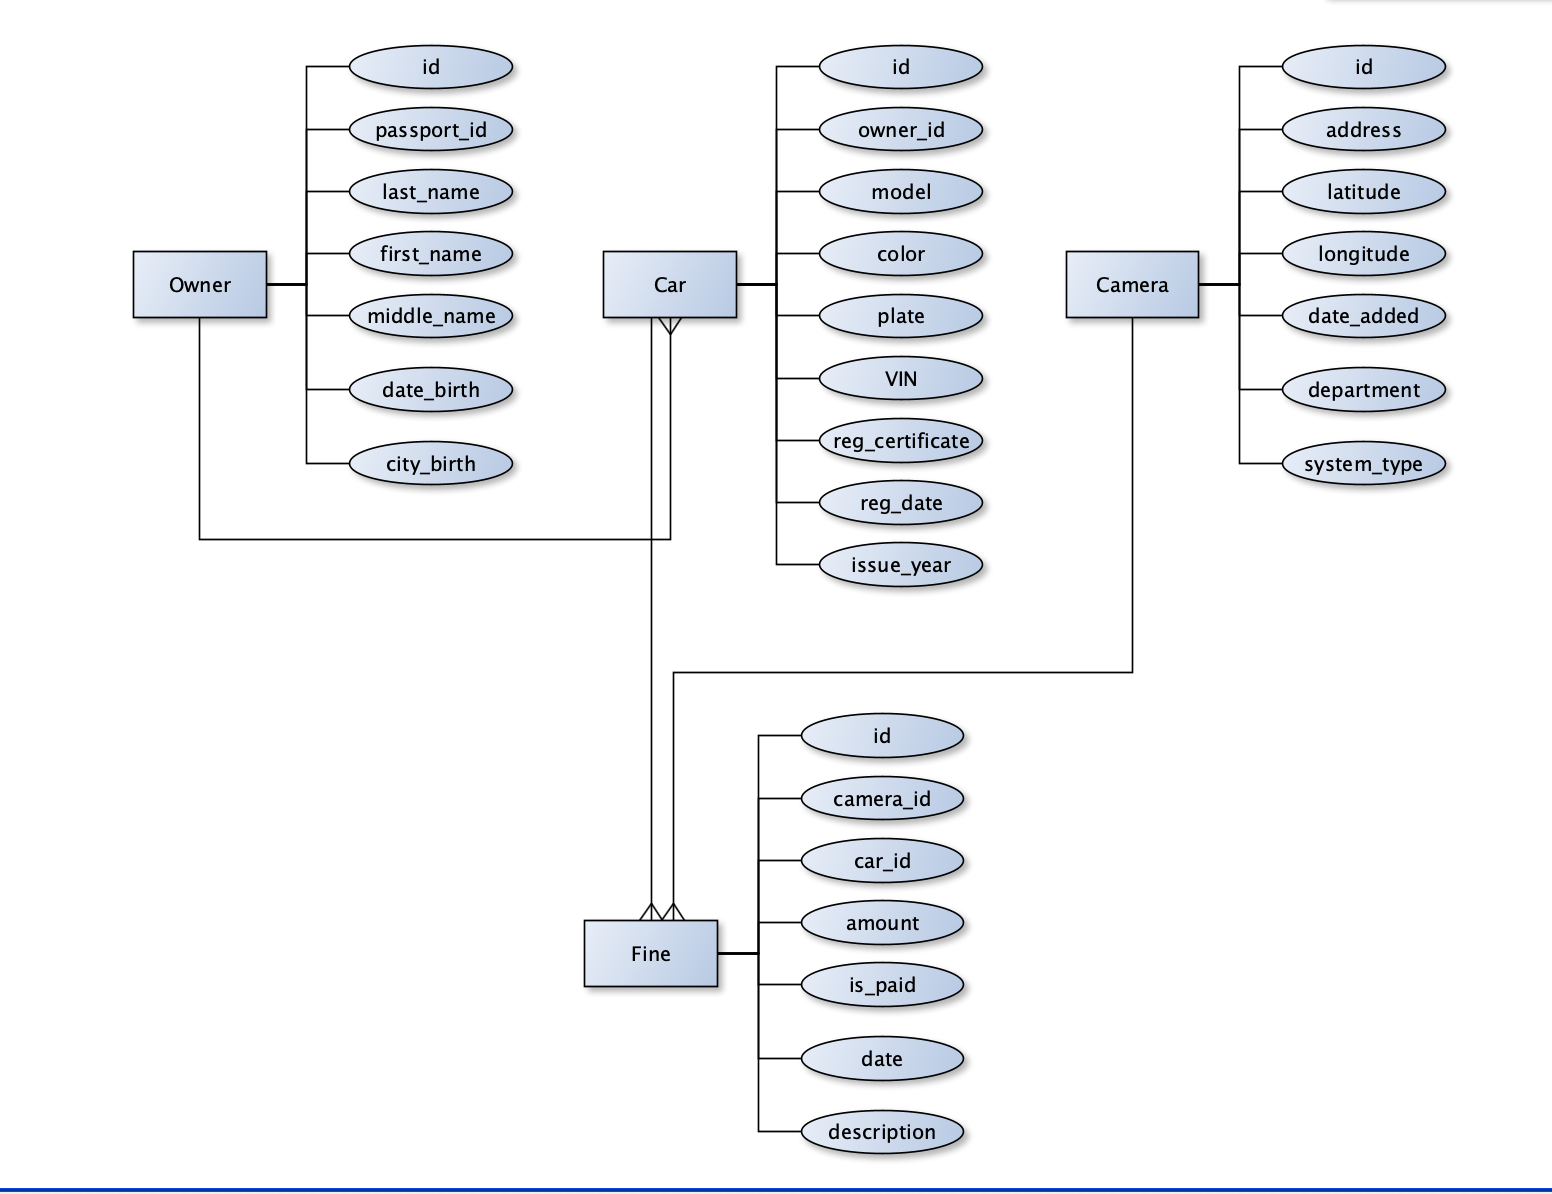 Owner
id
passport_id
last_name
first_name
middle_name
date_birth
city_birth
Car
id
owner_id
model
color
plate
VIN
reg_certificate
reg_date
issue_year
Camera
id
address
latitude
longitude
date_added
department
system_type
Fine
id
camera_id
car_id
amount
is_paid
date
description